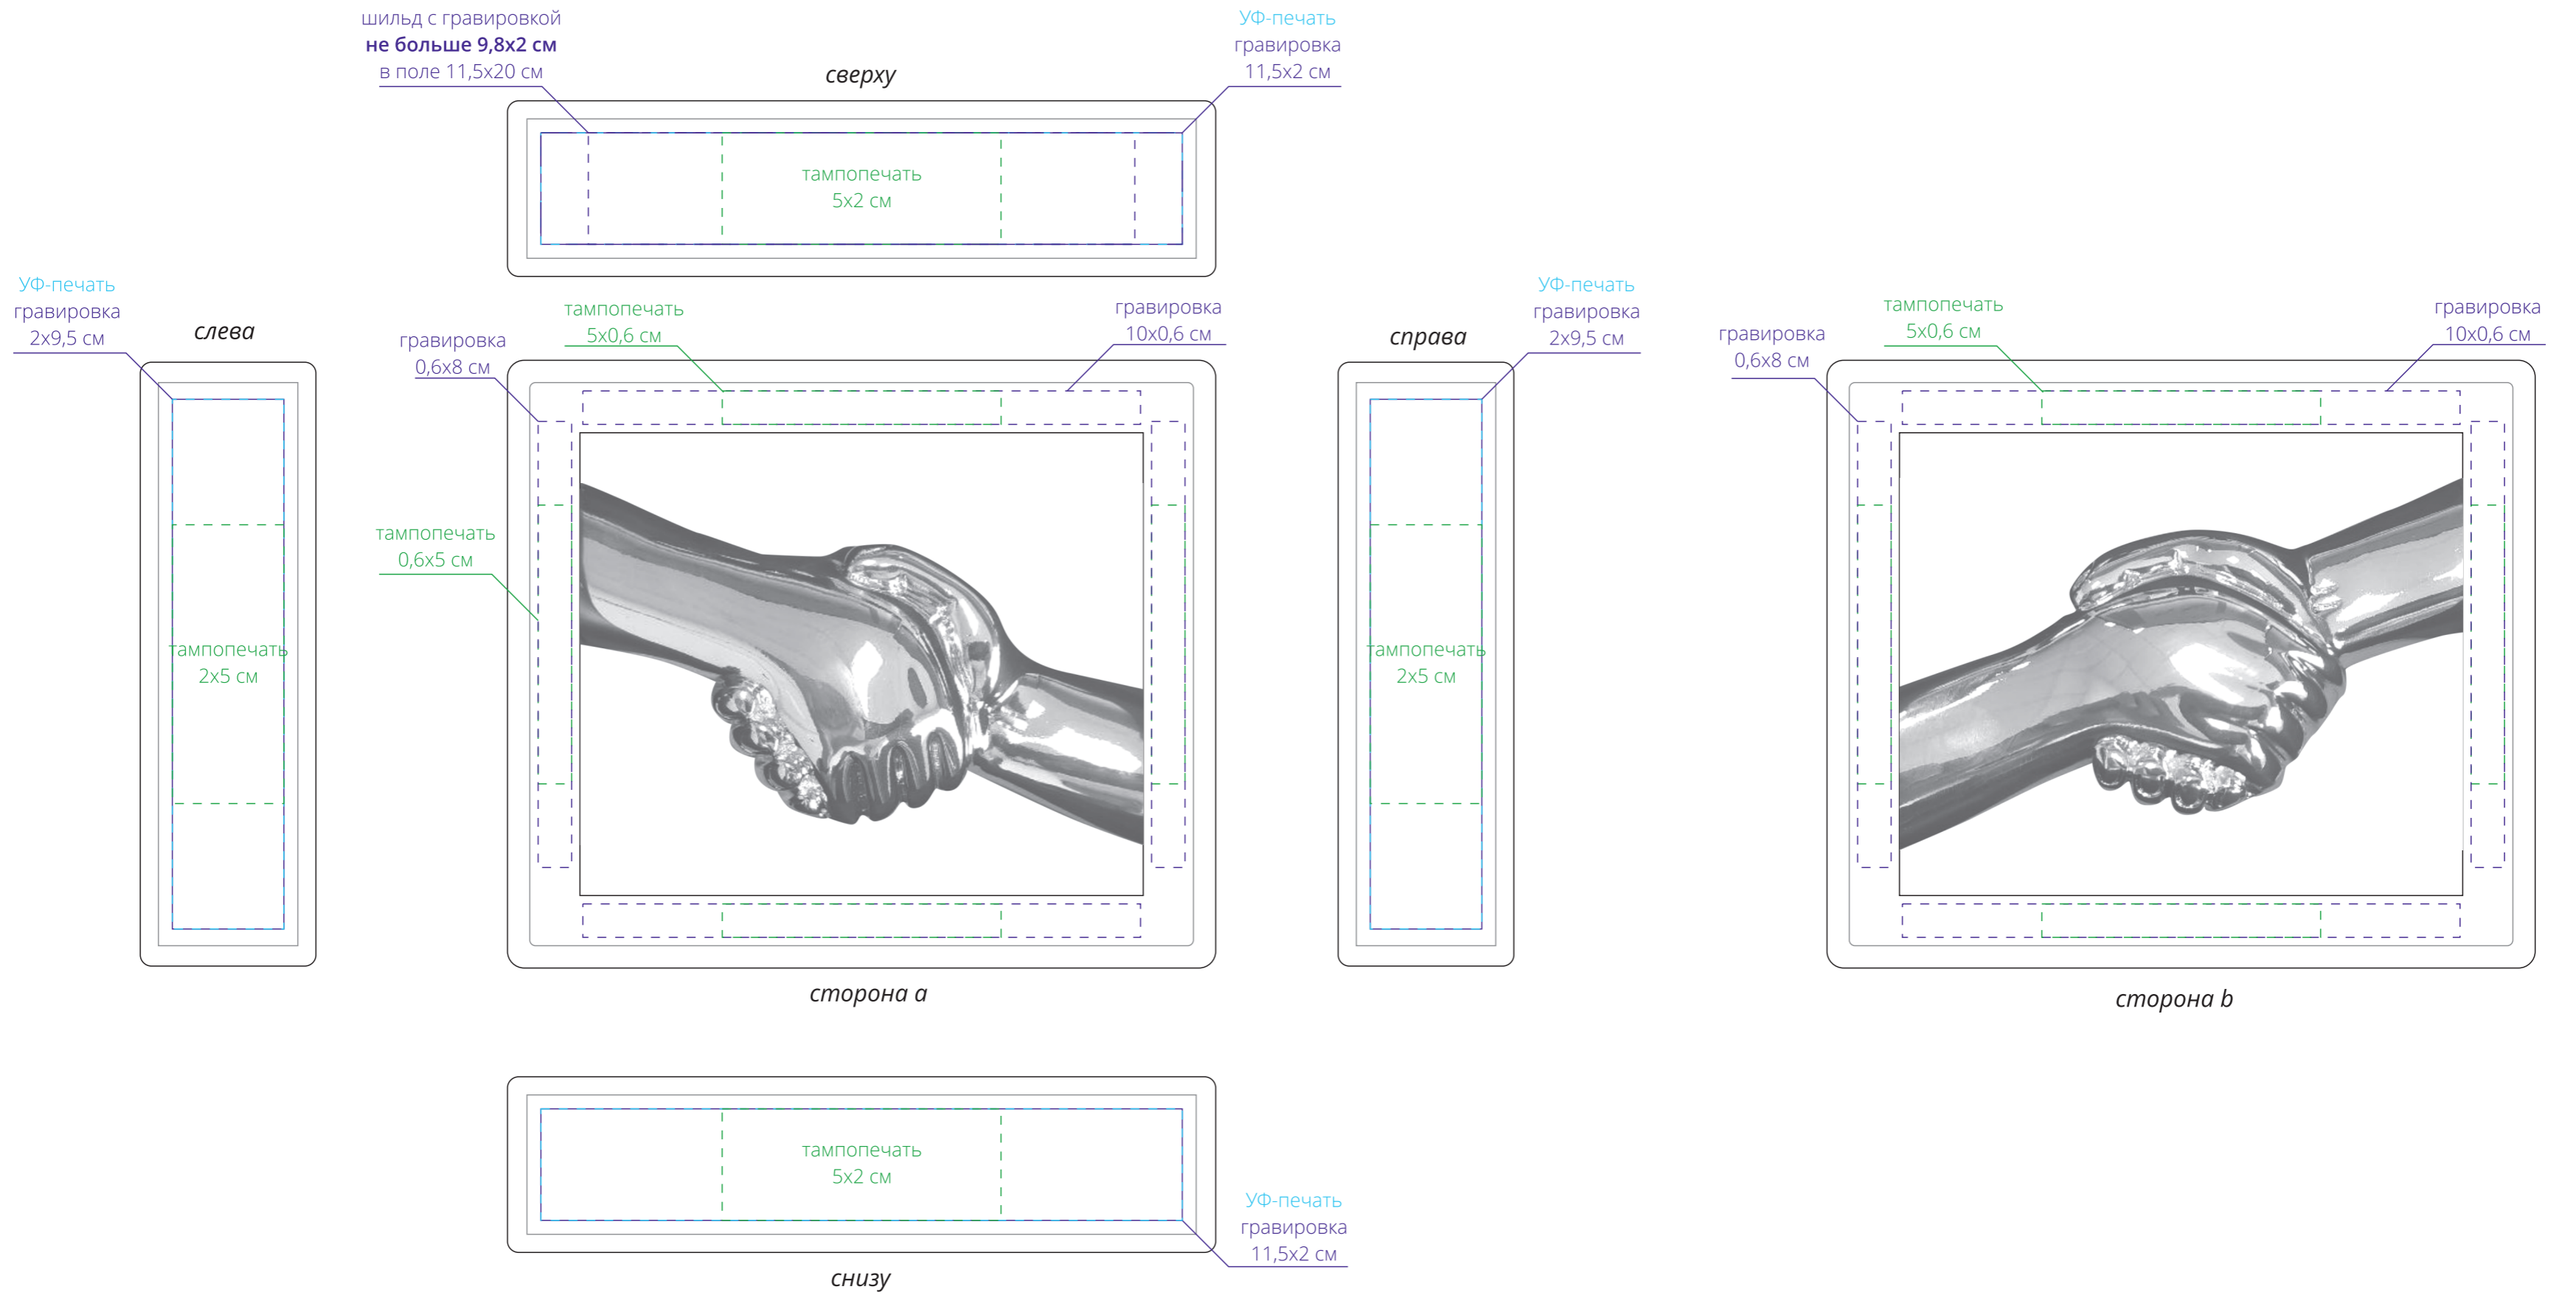 шильд с гравировкой
не больше 9,8х2 см
в поле 11,5х20 см
сверху
УФ-печать
гравировка
11,5х2 см
тампопечать
5х2 см
УФ-печать
гравировка
2х9,5 см
слева
тампопечать
2х5 см
гравировка
0,6х8 см
тампопечать
5х0,6 см
гравировка
10х0,6 см
тампопечать
0,6х5 см
сторона a
справа
УФ-печать
гравировка
2х9,5 см
тампопечать
2х5 см
гравировка
0,6х8 см
тампопечать
5х0,6 см
гравировка
10х0,6 см
сторона b
тампопечать
5х2 см
УФ-печать
гравировка
11,5х2 см
снизу